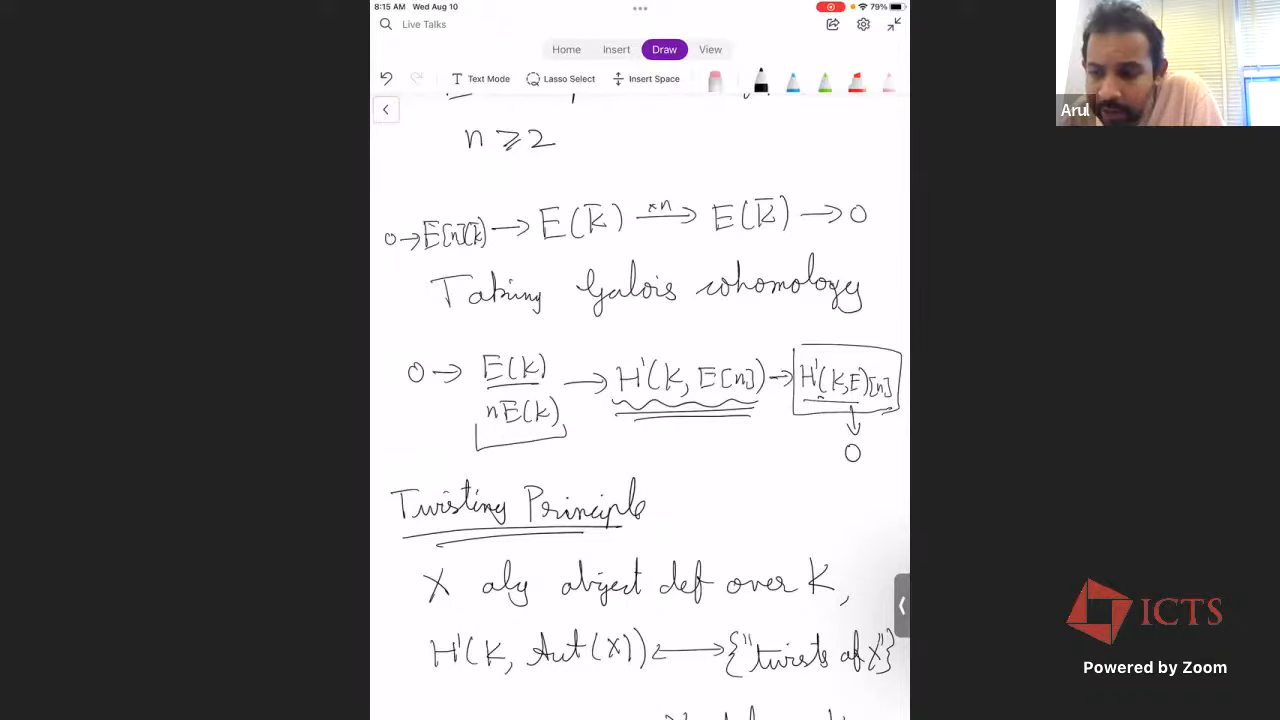 8:15 AM Wed Aug 10
79%
Live Talks
Home Insert Draw View
Text Mode Lasso Select Insert Space
n ≥ 2
0 → E[n](K̄) → E(K̄) ×n → E(K̄) → 0
Taking Galois cohomology
0 → E(K) / nE(K) → H¹(K, E[n]) → H¹(K, E)[n]
↓
0
Twisting Principle
X alg object def over K,
H¹(K, Aut(X)) ↔ {"twists of X"}
Arul
ICTS
Powered by Zoom